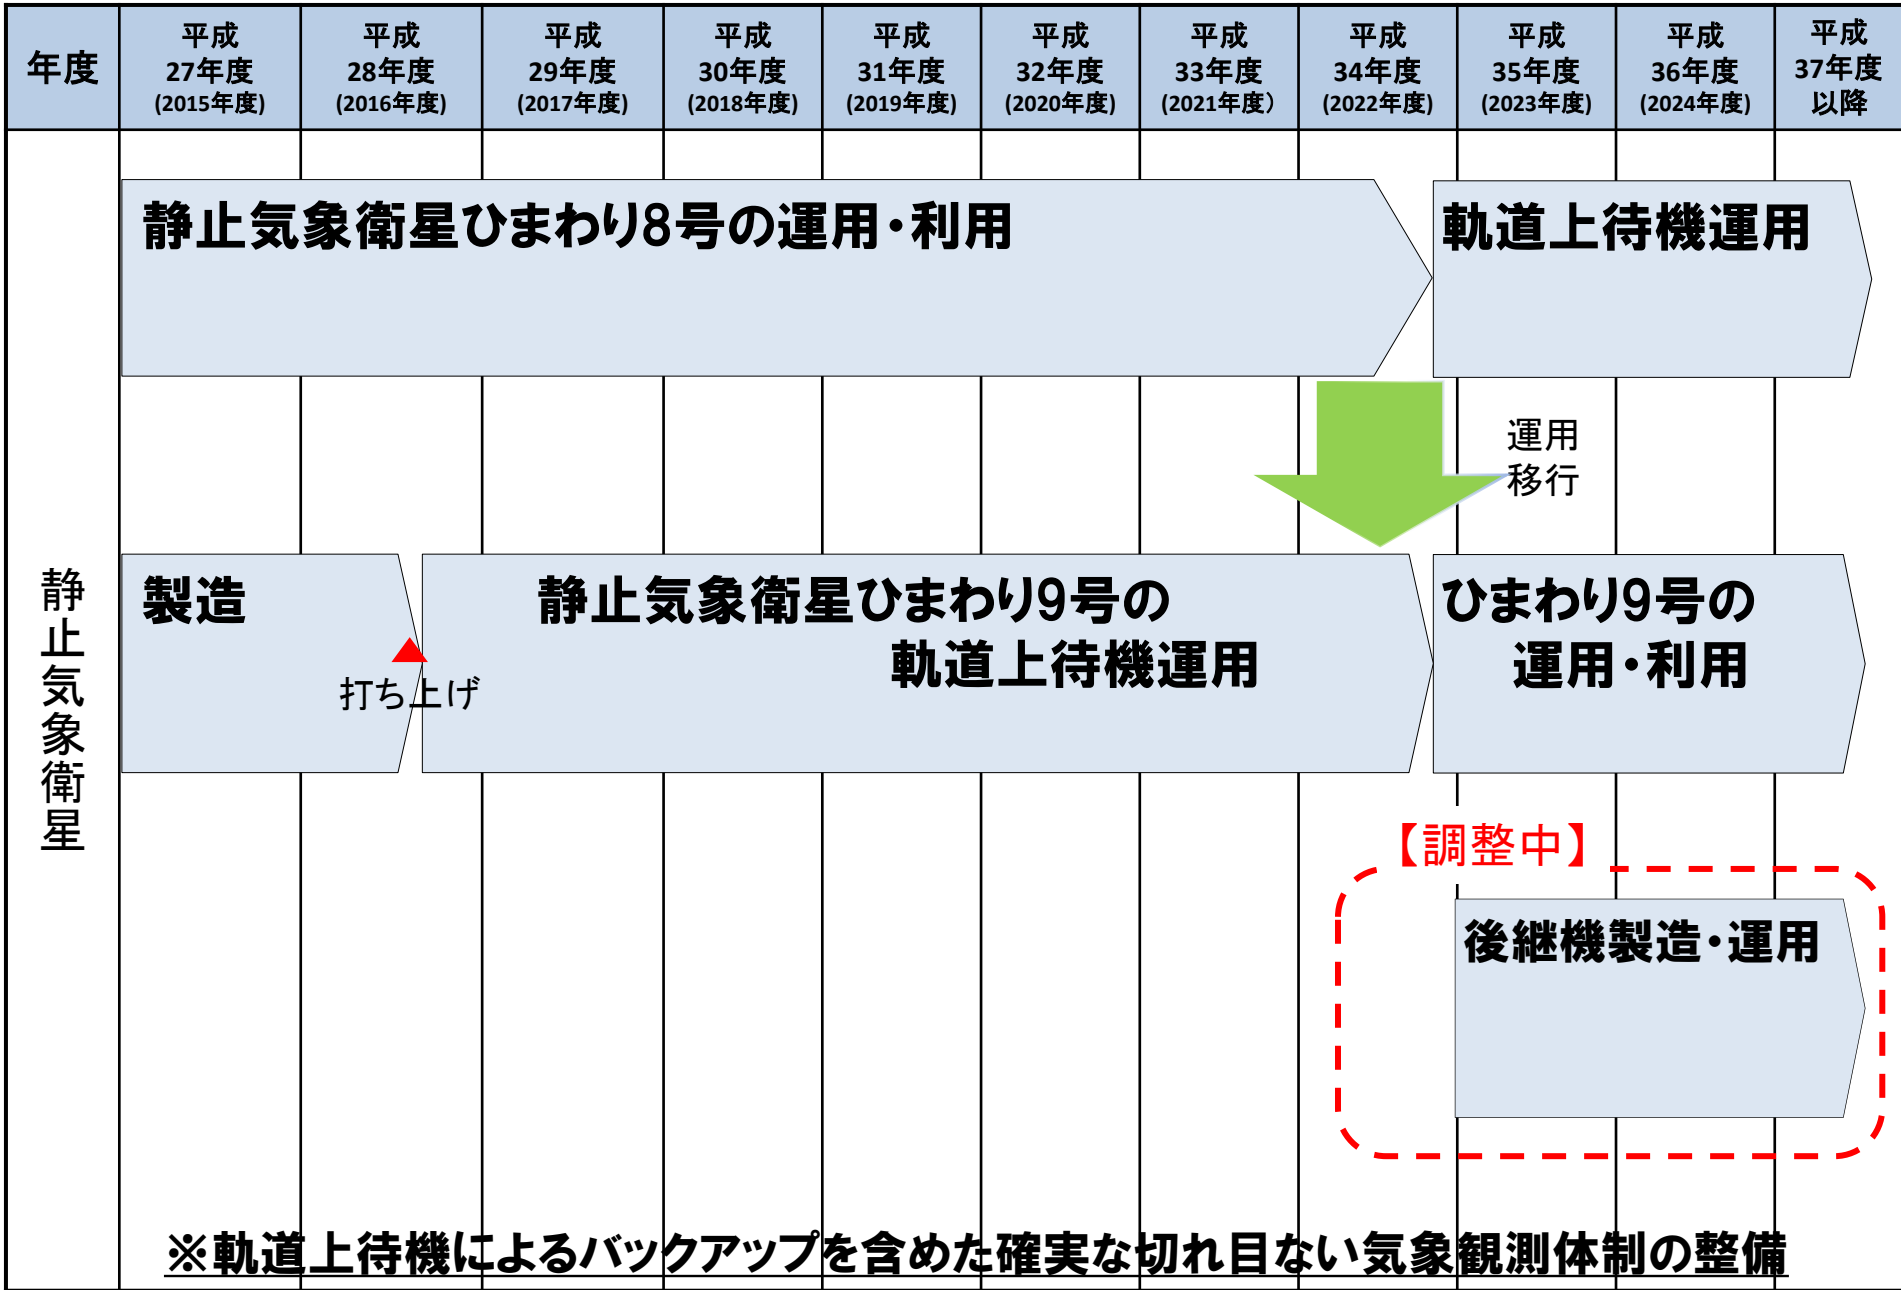 年度
平成
27年度
(2015年度)
平成
28年度
(2016年度)
平成
29年度
(2017年度)
平成
30年度
(2018年度)
平成
31年度
(2019年度)
平成
32年度
(2020年度)
平成
33年度
(2021年度）
平成
34年度
(2022年度)
平成
35年度
(2023年度)
平成
36年度
(2024年度)
平成
37年度
以降
静止気象衛星
静止気象衛星ひまわり8号の運用・利用
軌道上待機運用
運用
移行
製造
打ち上げ
静止気象衛星ひまわり9号の
軌道上待機運用
ひまわり9号の
運用・利用
【調整中】
後継機製造・運用
※軌道上待機によるバックアップを含めた確実な切れ目ない気象観測体制の整備